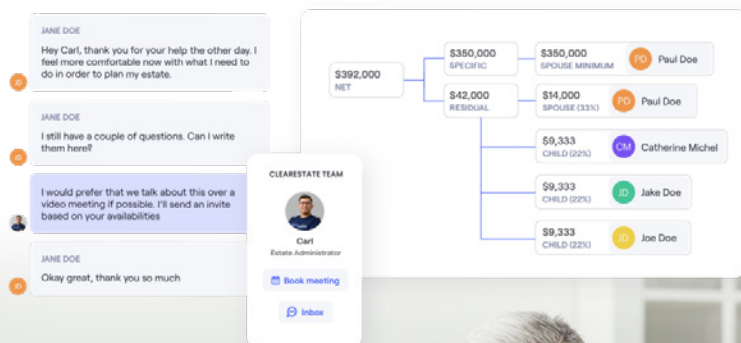 JANE DOE
Hey Carl, thank you for your help the other day. I
feel more comfortable now with what I need to
do in order to plan my estate.
JD
JANE DOE
I still have a couple of questions. Can I write
them here?
JD
I would prefer that we talk about this over a
video meeting if possible. I'll send an invite
based on your availabilities
JANE DOE
Okay great, thank you so much
JD
CLEARESTATE TEAM
Carl
Estate Administrator
Book meeting
Inbox
$392,000
NET
$350,000
SPECIFIC
$350,000
SPOUSE MINIMUM
PD
Paul Doe
$42,000
RESIDUAL
$14,000
SPOUSE (33%)
PD
Paul Doe
$9,333
CHILD (22%)
CM
Catherine Michel
$9,333
CHILD (22%)
JD
Jake Doe
$9,333
CHILD (22%)
JD
Joe Doe